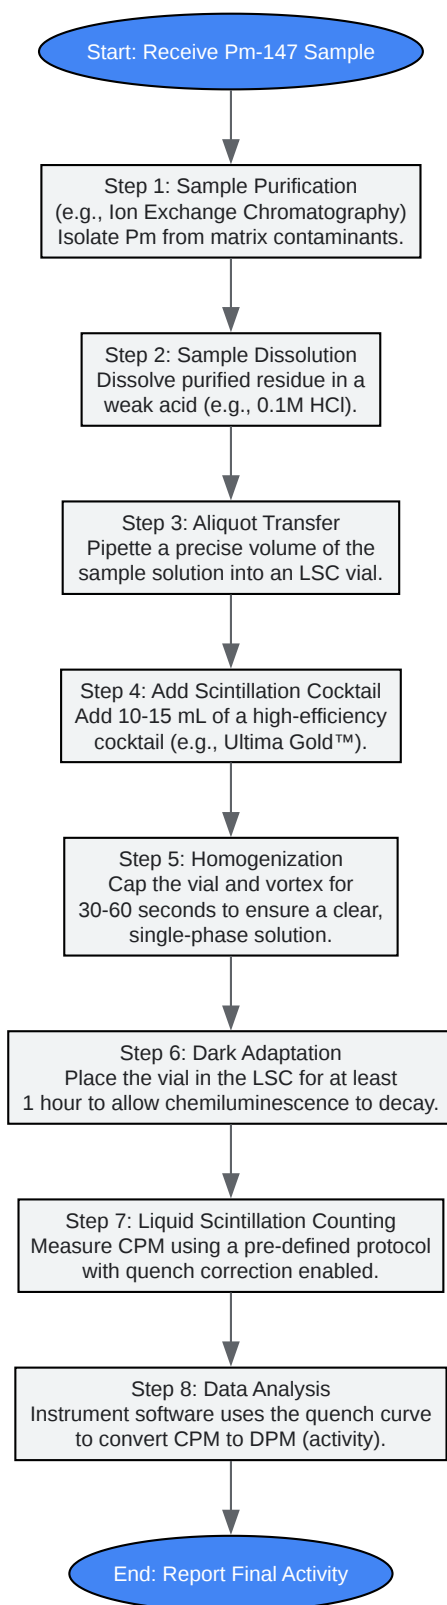 Start: Receive Pm-147 Sample
Step 1: Sample Purification
(e.g., Ion Exchange Chromatography)
Isolate Pm from matrix contaminants.
Step 2: Sample Dissolution
Dissolve purified residue in a
weak acid (e.g., 0.1M HCl).
Step 3: Aliquot Transfer
Pipette a precise volume of the
sample solution into an LSC vial.
Step 4: Add Scintillation Cocktail
Add 10-15 mL of a high-efficiency
cocktail (e.g., Ultima Gold™).
Step 5: Homogenization
Cap the vial and vortex for
30-60 seconds to ensure a clear,
single-phase solution.
Step 6: Dark Adaptation
Place the vial in the LSC for at least
1 hour to allow chemiluminescence to decay.
Step 7: Liquid Scintillation Counting
Measure CPM using a pre-defined protocol
with quench correction enabled.
Step 8: Data Analysis
Instrument software uses the quench curve
to convert CPM to DPM (activity).
End: Report Final Activity